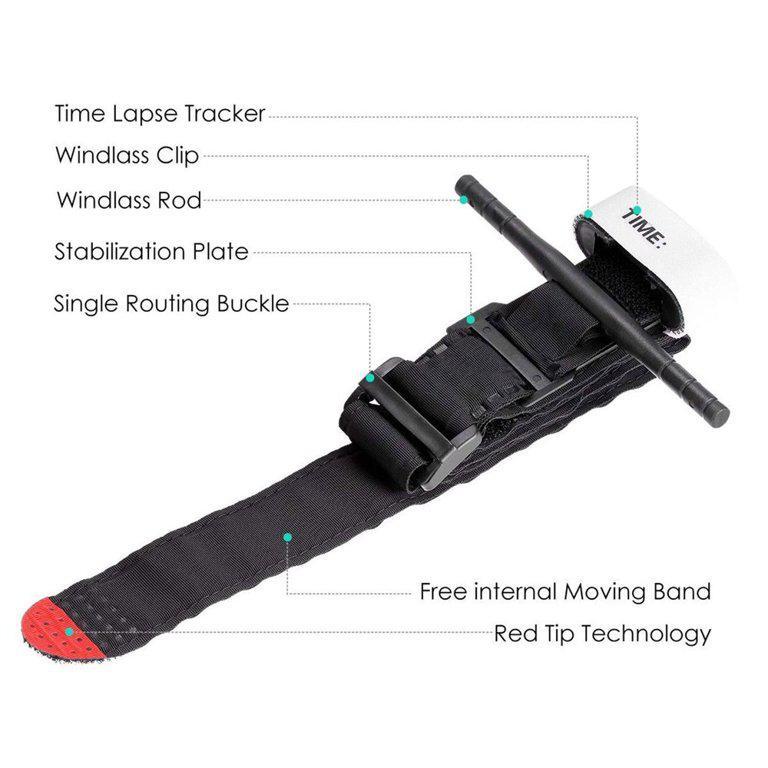 Time Lapse Tracker
Windlass Clip
Windlass Rod
TIME:
Stabilization Plate
Single Routing Buckle
Free internal Moving Band
Red Tip Technology